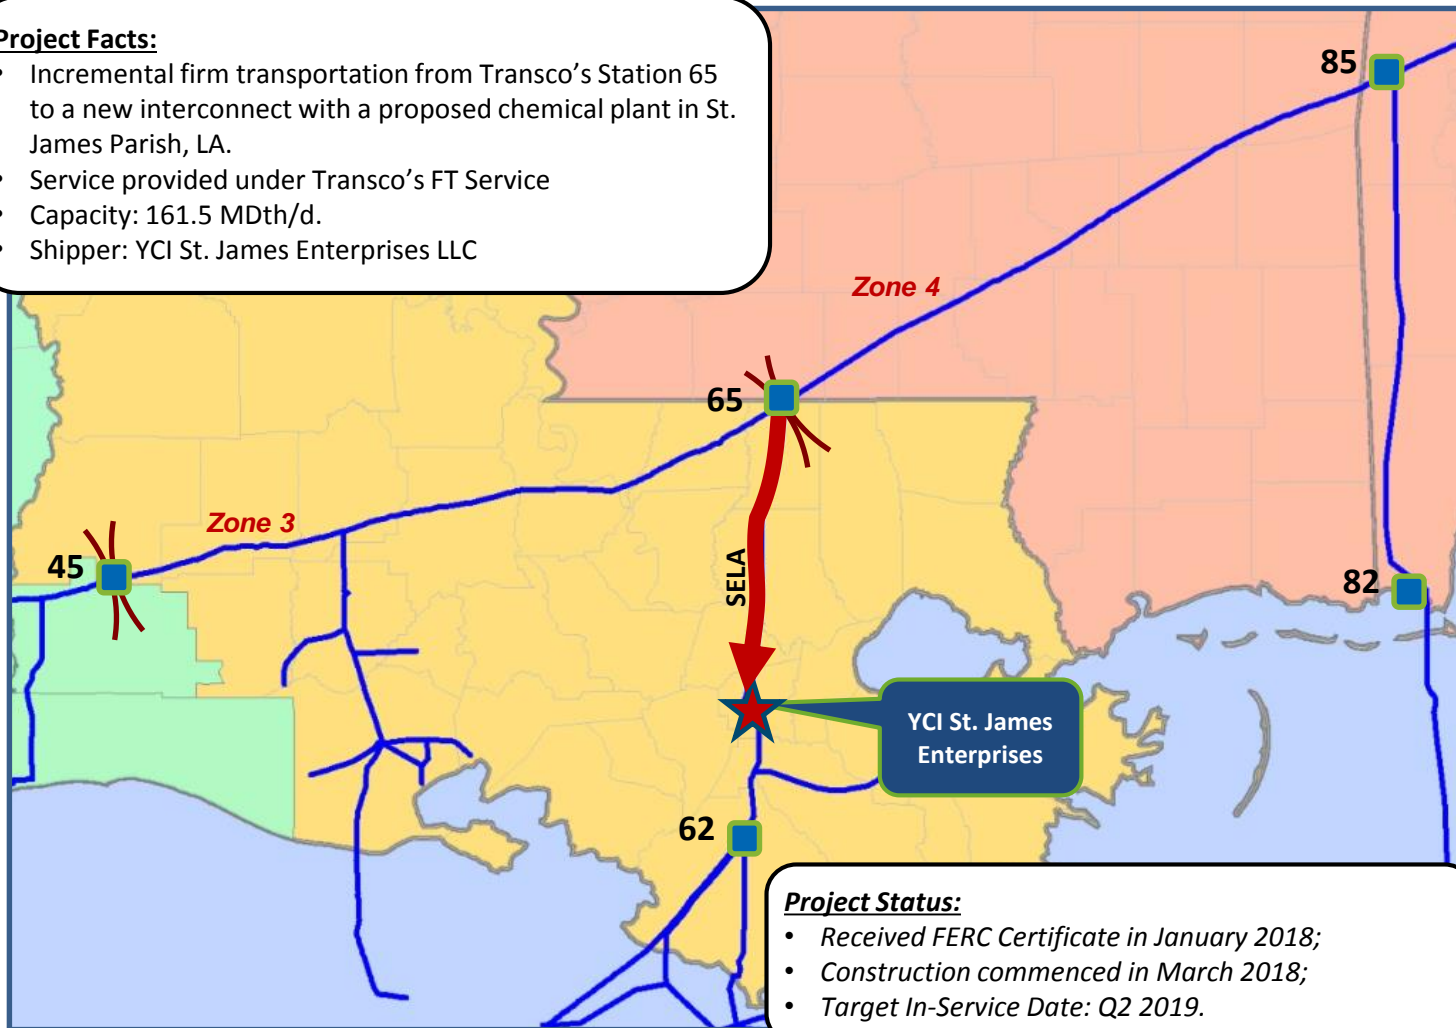 Project Facts:
• Incremental firm transportation from Transco's Station 65
to a new interconnect with a proposed chemical plant in St.
James Parish, LA.
• Service provided under Transco's FT Service
• Capacity: 161.5 MDth/d.
• Shipper: YCI St. James Enterprises LLC
85
Zone 4
65
Zone 3
45
SELA
82
YCI St. James
Enterprises
62
Project Status:
• Received FERC Certificate in January 2018;
• Construction commenced in March 2018;
• Target In-Service Date: Q2 2019.